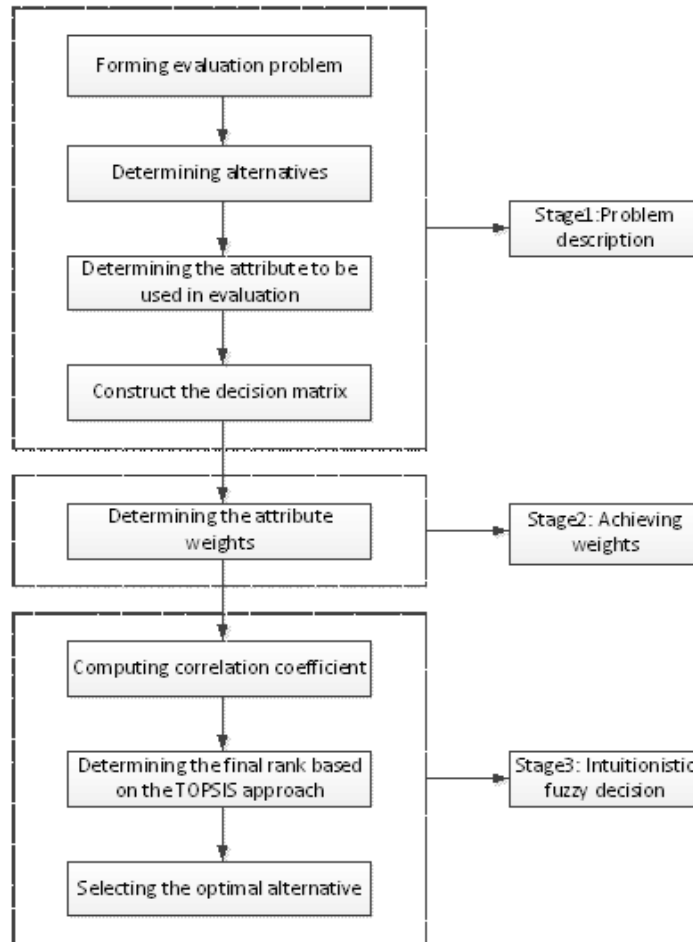 Forming evaluation problem
Determining alternatives
Determining the attribute to be
used in evaluation
Construct the decision matrix
Stage1:Problem
description
Determining the attribute
weights
Stage2: Achieving
weights
Computing correlation coefficient
Determining the final rank based
on the TOPSIS approach
Selecting the optimal alternative
Stage3: Intuitionistic
fuzzy decision